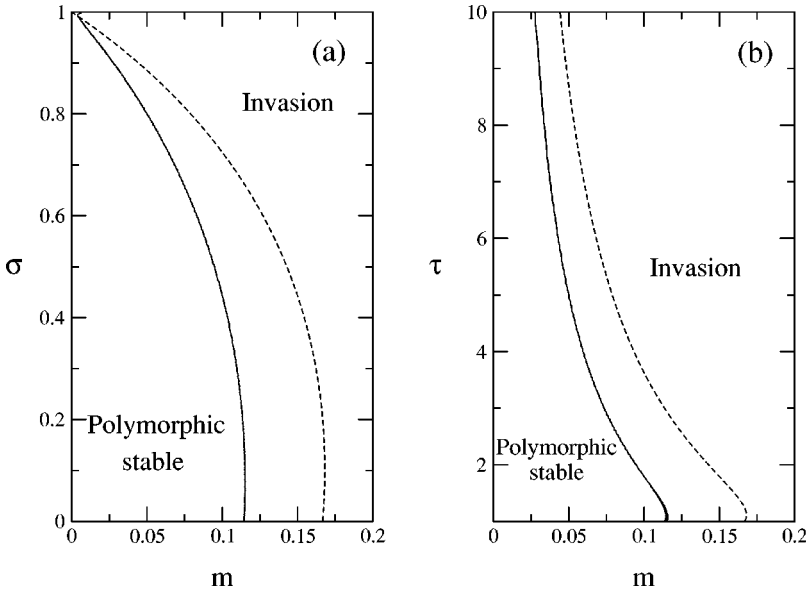 (a)
Invasion
Polymorphic
stable
σ
1
0.8
0.6
0.4
0.2
0
0 0.05 0.1 0.15 0.2
m
(b)
Invasion
Polymorphic
stable
τ
10
8
6
4
2
0 0.05 0.1 0.15 0.2
m